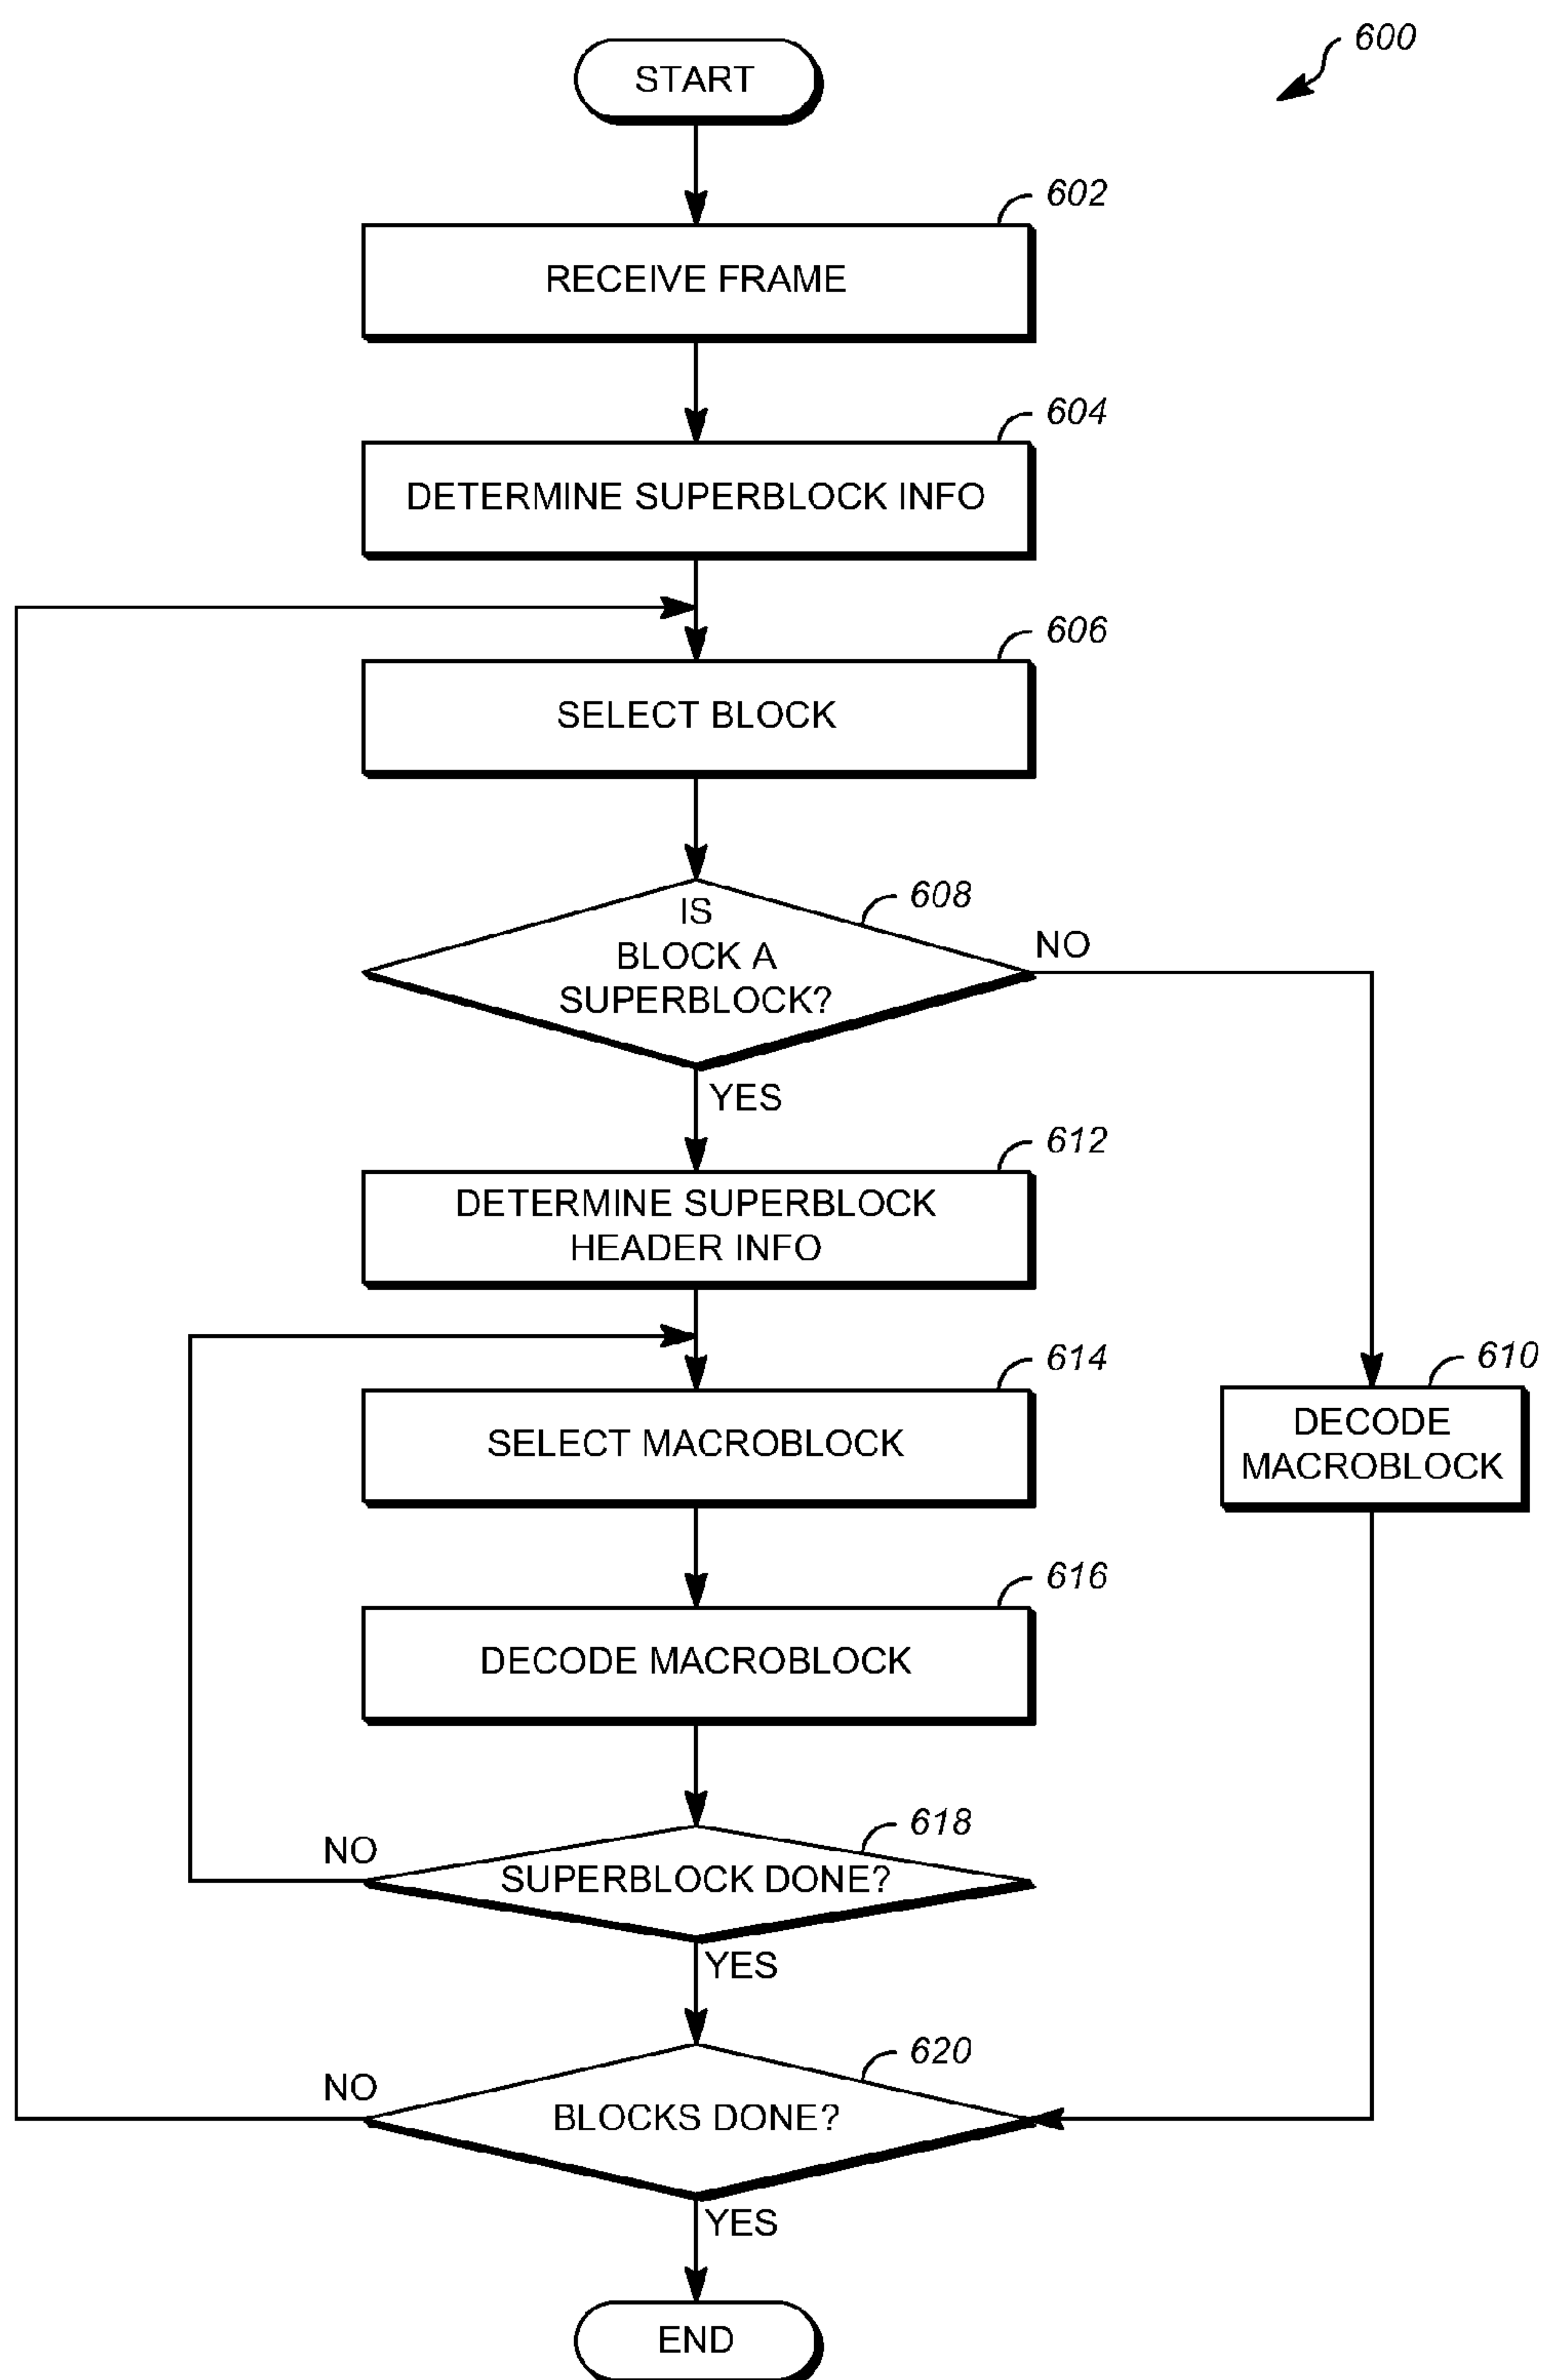 600
START
602
RECEIVE FRAME
604
DETERMINE SUPERBLOCK INFO
606
SELECT BLOCK
608
IS
BLOCK A
SUPERBLOCK?
NO
YES
612
DETERMINE SUPERBLOCK
HEADER INFO
614
SELECT MACROBLOCK
610
DECODE
MACROBLOCK
616
DECODE MACROBLOCK
618
NO
SUPERBLOCK DONE?
YES
620
NO
BLOCKS DONE?
YES
END